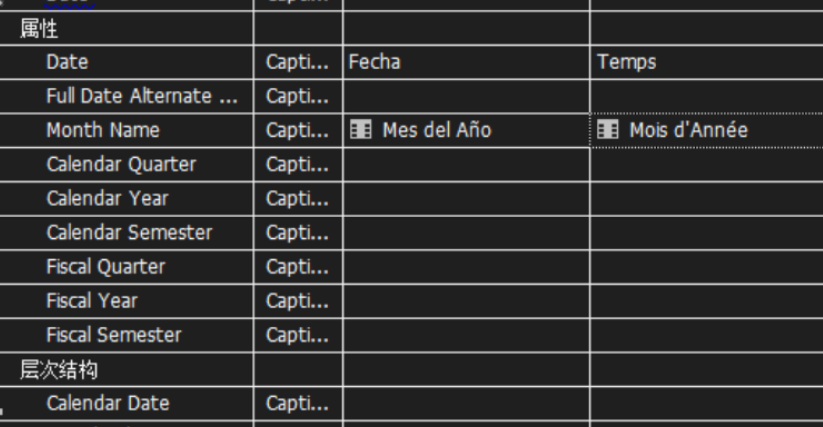 属性
Date Capti... Fecha Temps
Full Date Alternate ... Capti...
Month Name Capti... Mes del Año Mois d'Année
Calendar Quarter Capti...
Calendar Year Capti...
Calendar Semester Capti...
Fiscal Quarter Capti...
Fiscal Year Capti...
Fiscal Semester Capti...
层次结构
Calendar Date Capti...